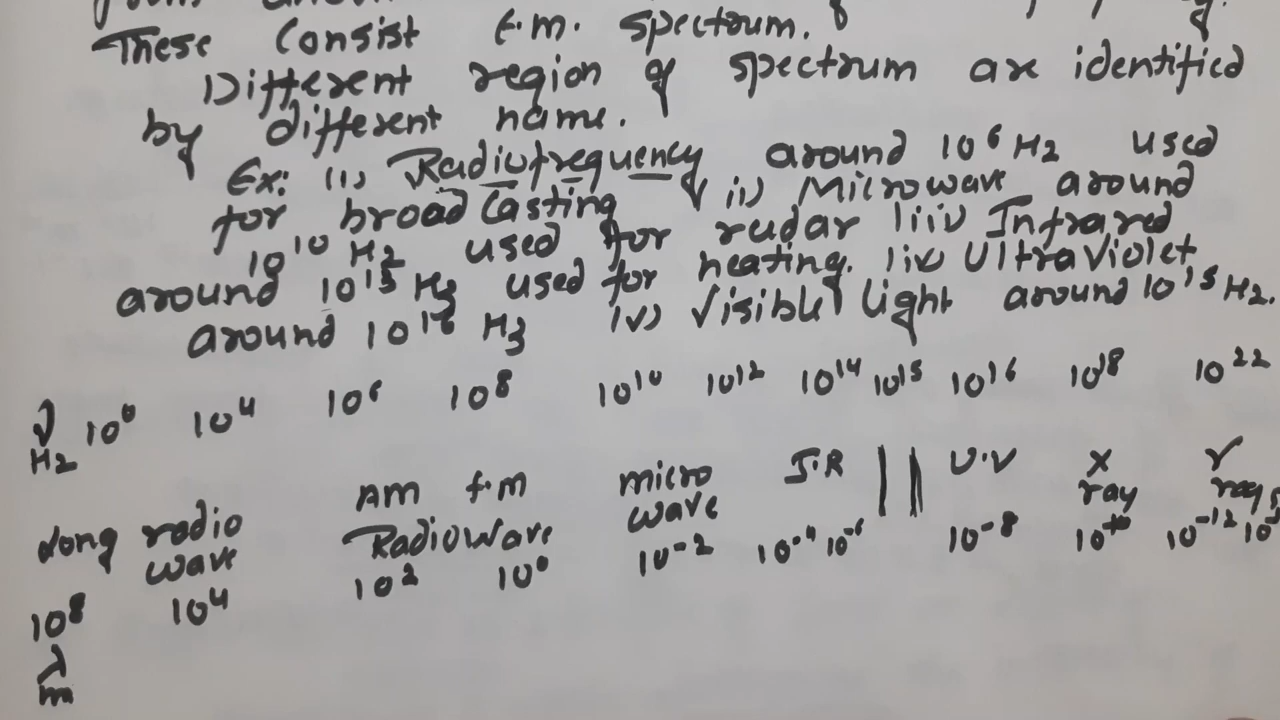 These Consist E.m. spectrum.
Different region of spectrum are identified
by different name.
Ex: (i) Radiofrequency around 10⁶ Hz used
for broad casting ii) Microwave around
10¹⁰ Hz used for radar (iii) Infrared
around 10¹³ Hz used for heating. (iv) Ultraviolet
around 10¹⁶ Hz (v) Visible light around 10¹⁵ Hz.
ν 10⁰ 10⁴ 10⁶ 10⁸ 10¹⁰ 10¹² 10¹⁴ 10¹⁵ 10¹⁶ 10¹⁸ 10²²
Hz
AM f.m micro I.R U.V X γ
long radio Radiowave wave ray rays
wave
10⁸ 10⁴ 10² 10⁰ 10⁻² 10⁻⁴ 10⁻⁶ 10⁻⁸ 10⁻¹⁰ 10⁻¹²
λ
m